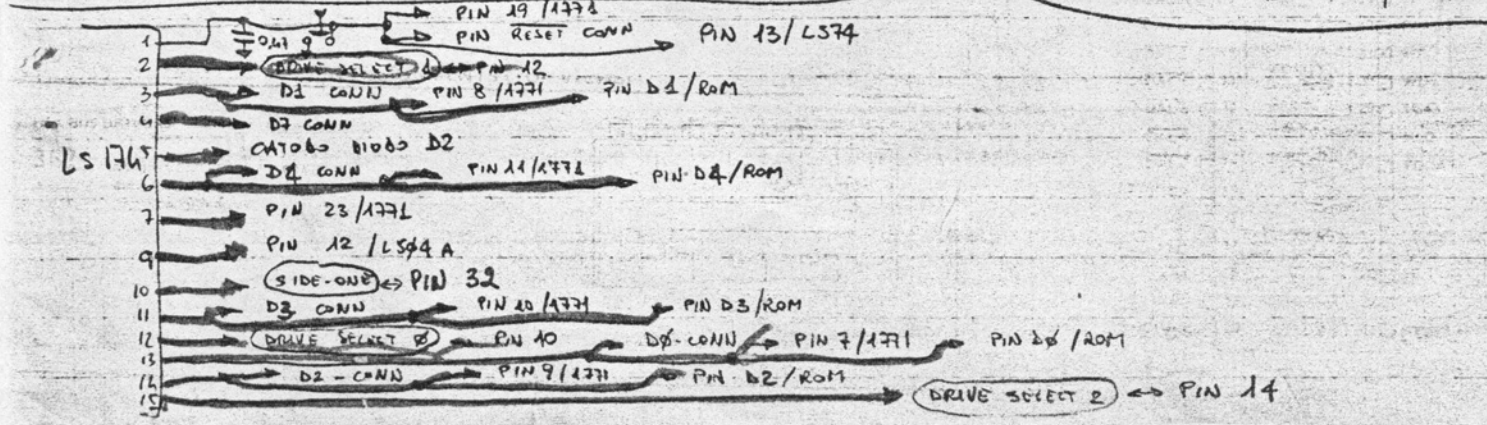 PIN 19/1771
1 0,47 PIN RESET CONN PIN 13/LS74
2 DRIVE SELECT 1 ↔ PIN 12
3 D1 CONN PIN 8/1771 PIN D1/ROM
4 D7 CONN
LS 174 5 CATODO DIODO D2
6 D4 CONN PIN 11/1771 PIN D4/ROM
7 PIN 23/1771
9 PIN 12/LSØ4 A
10 SIDE-ONE ↔ PIN 32
11 D3 CONN PIN 10/1771 PIN D3/ROM
12 DRIVE SELECT Ø PIN 10 DØ-CONN PIN 7/1771 PIN DØ/ROM
13
14 D2-CONN PIN 9/1771 PIN D2/ROM
15 DRIVE SELECT 2 ↔ PIN 14